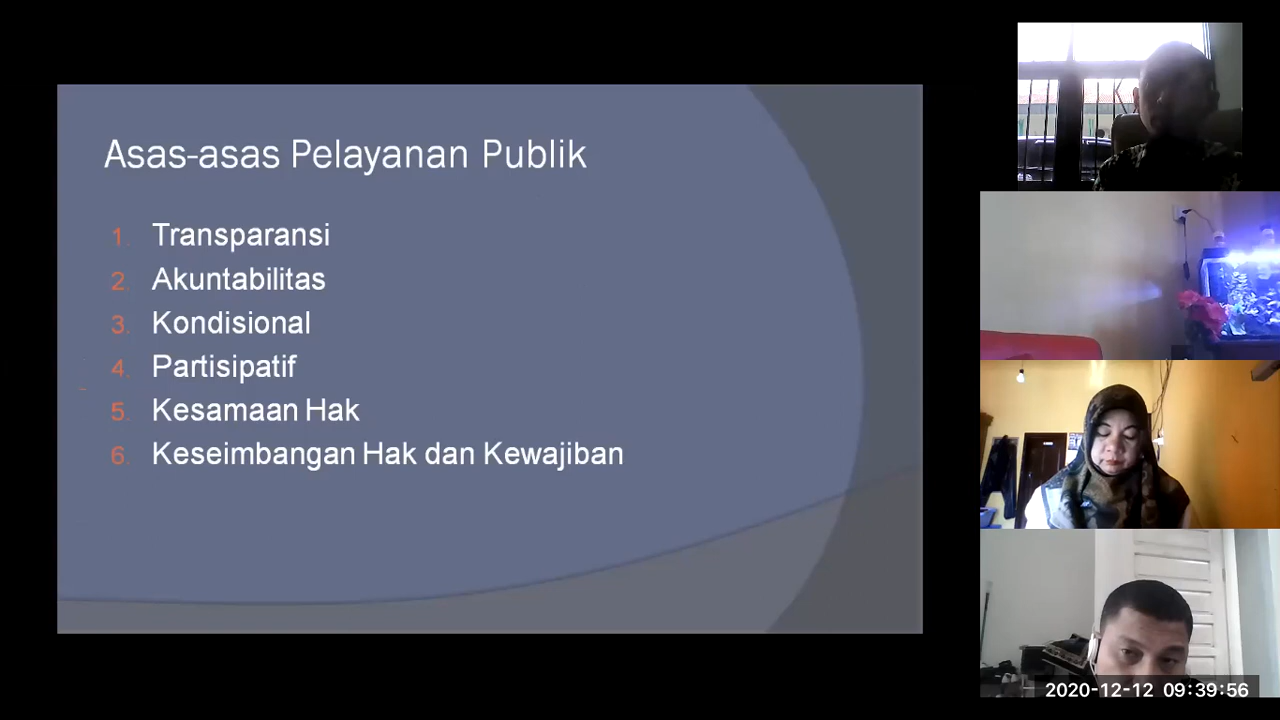 Asas-asas Pelayanan Publik
1. Transparansi
2. Akuntabilitas
3. Kondisional
4. Partisipatif
5. Kesamaan Hak
6. Keseimbangan Hak dan Kewajiban
2020-12-12 09:39:56